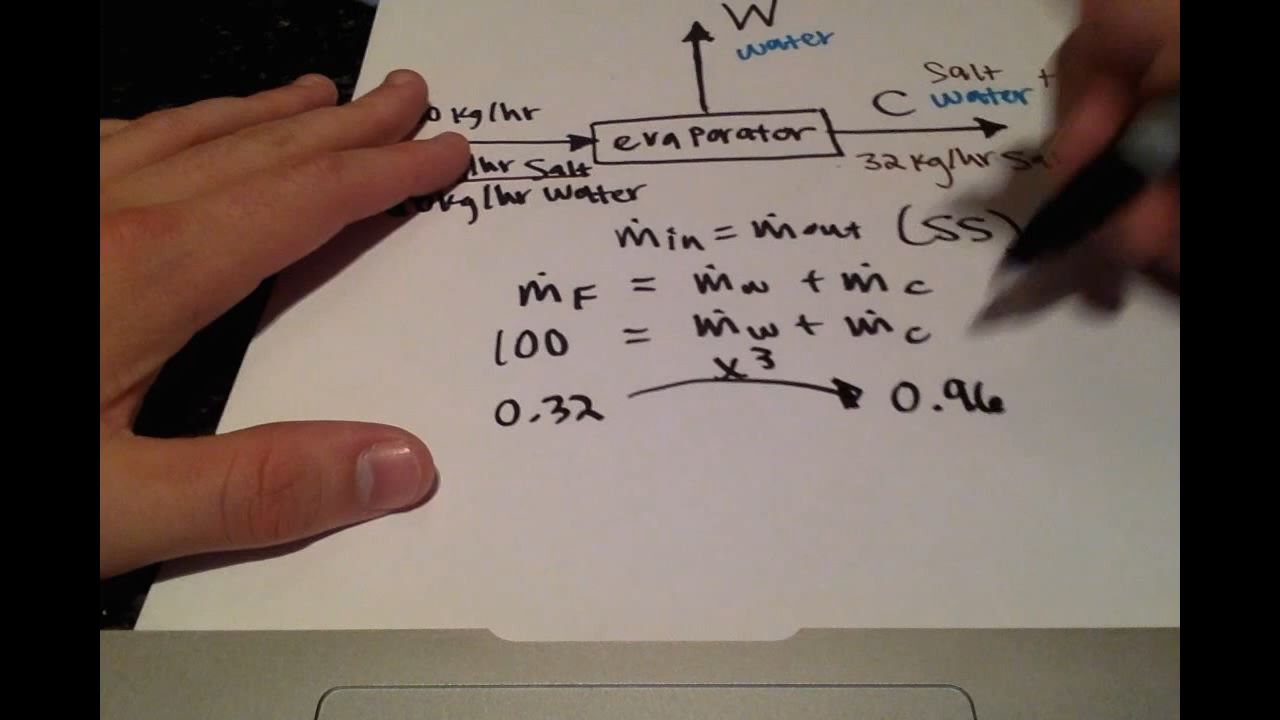 W
water
kg/hr
evaporator
C
Salt +
water
/hr Salt
kg/hr Water
32 kg/hr
ṁin = ṁout (SS)
ṁF = ṁw + ṁc
100 = ṁw + ṁc
0.32 x3 0.96